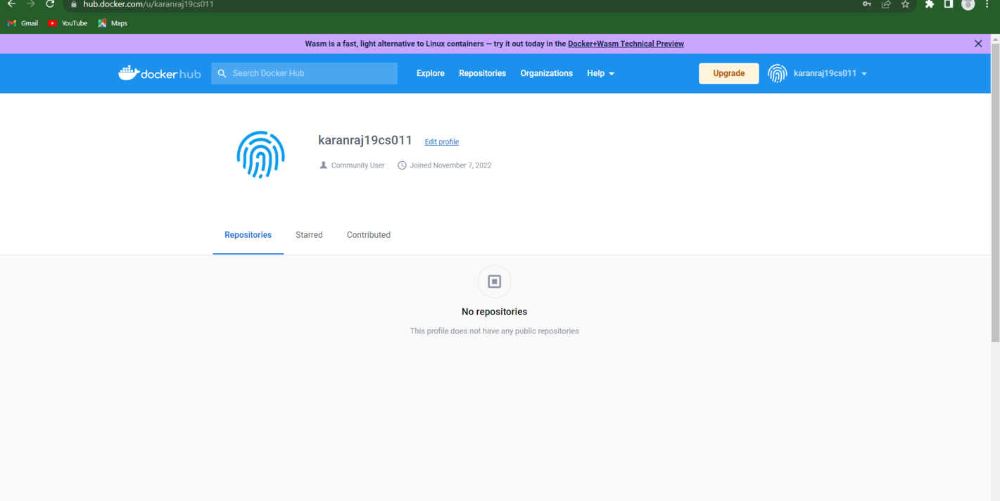 hub.docker.com/u/karanraj19cs011
Gmail YouTube Maps
Wasm is a fast, light alternative to Linux containers — try it out today in the Docker+Wasm Technical Preview
dockerhub Search Docker Hub Explore Repositories Organizations Help Upgrade karanraj19cs011
karanraj19cs011 Edit profile
Community User Joined November 7, 2022
Repositories Starred Contributed
No repositories
This profile does not have any public repositories